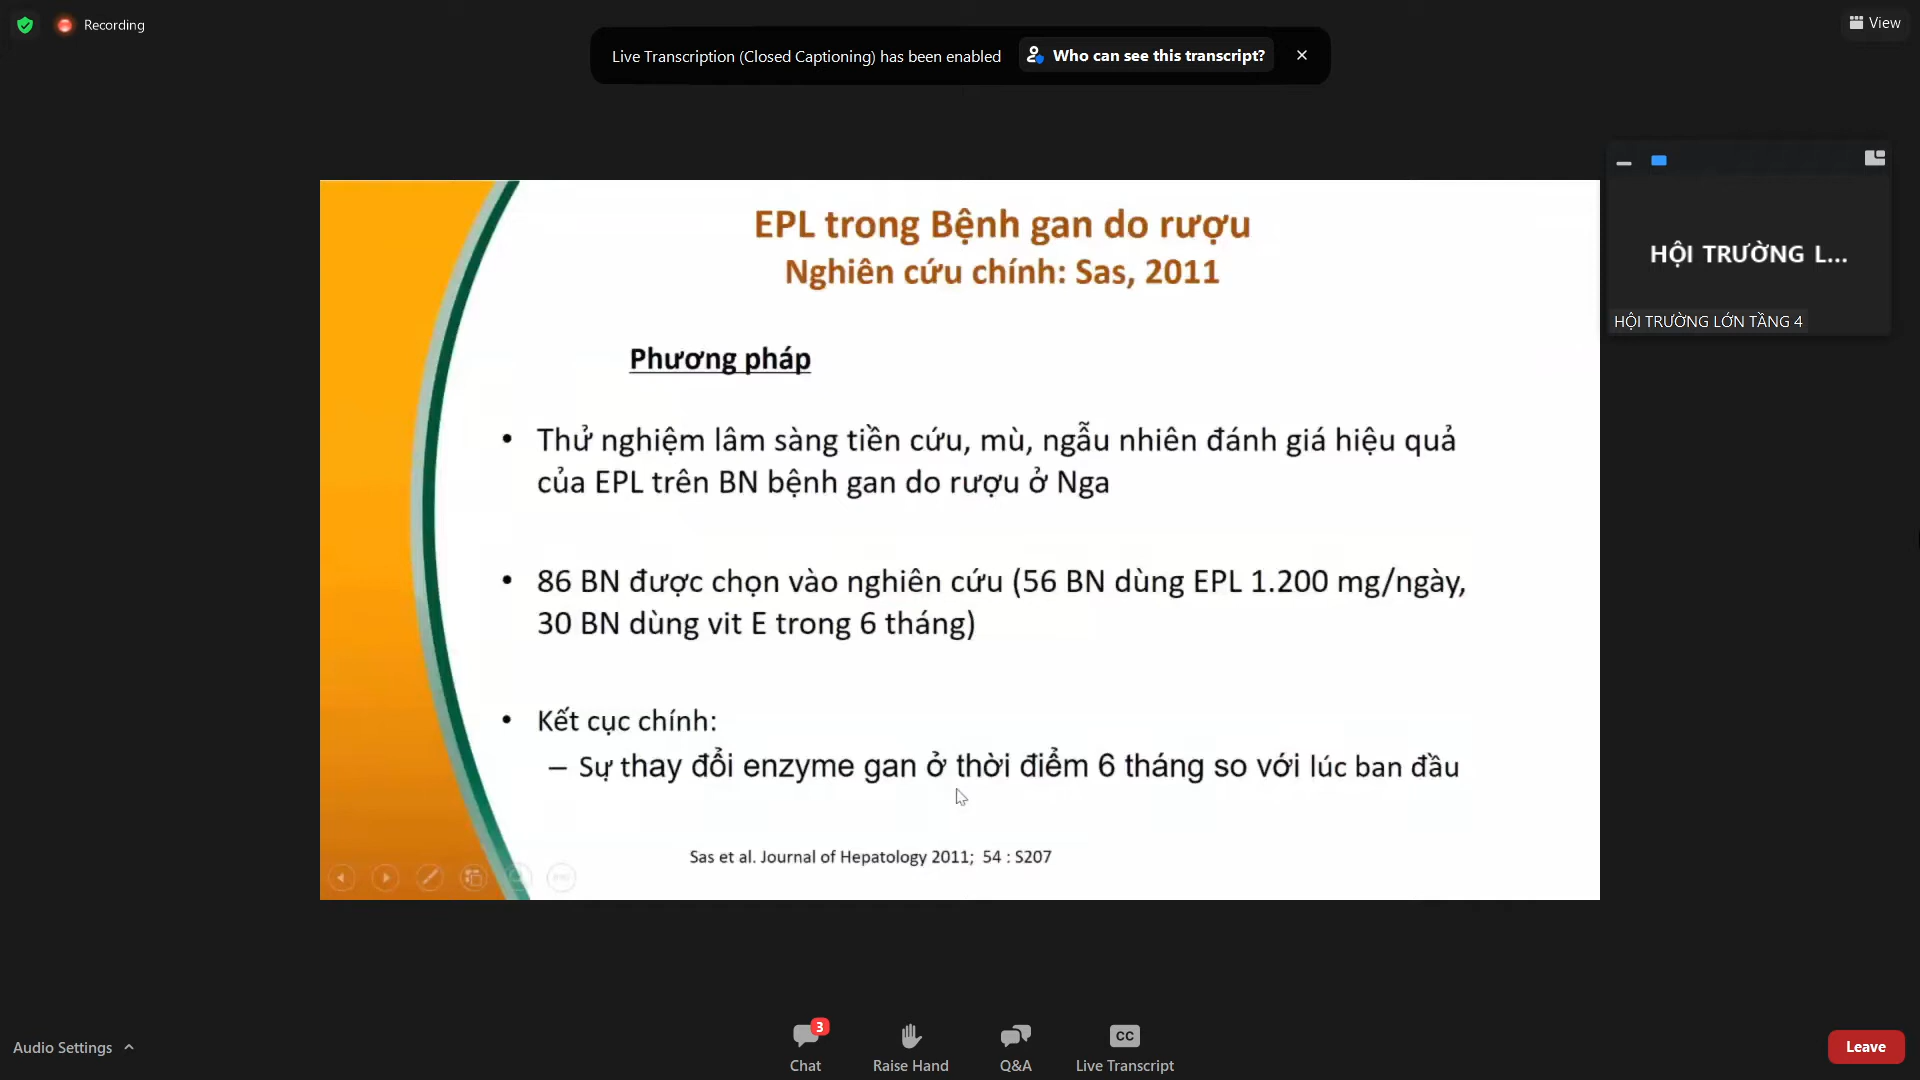 Recording
View
Live Transcription (Closed Captioning) has been enabled
Who can see this transcript?
HỘI TRƯỜNG L...
HỘI TRƯỜNG LỚN TẦNG 4
EPL trong Bệnh gan do rượu
Nghiên cứu chính: Sas, 2011
Phương pháp
• Thử nghiệm lâm sàng tiền cứu, mù, ngẫu nhiên đánh giá hiệu quả
của EPL trên BN bệnh gan do rượu ở Nga
• 86 BN được chọn vào nghiên cứu (56 BN dùng EPL 1.200 mg/ngày,
30 BN dùng vit E trong 6 tháng)
• Kết cục chính:
– Sự thay đổi enzyme gan ở thời điểm 6 tháng so với lúc ban đầu
Sas et al. Journal of Hepatology 2011; 54 : S207
Audio Settings
3
Chat
Raise Hand
Q&A
CC
Live Transcript
Leave